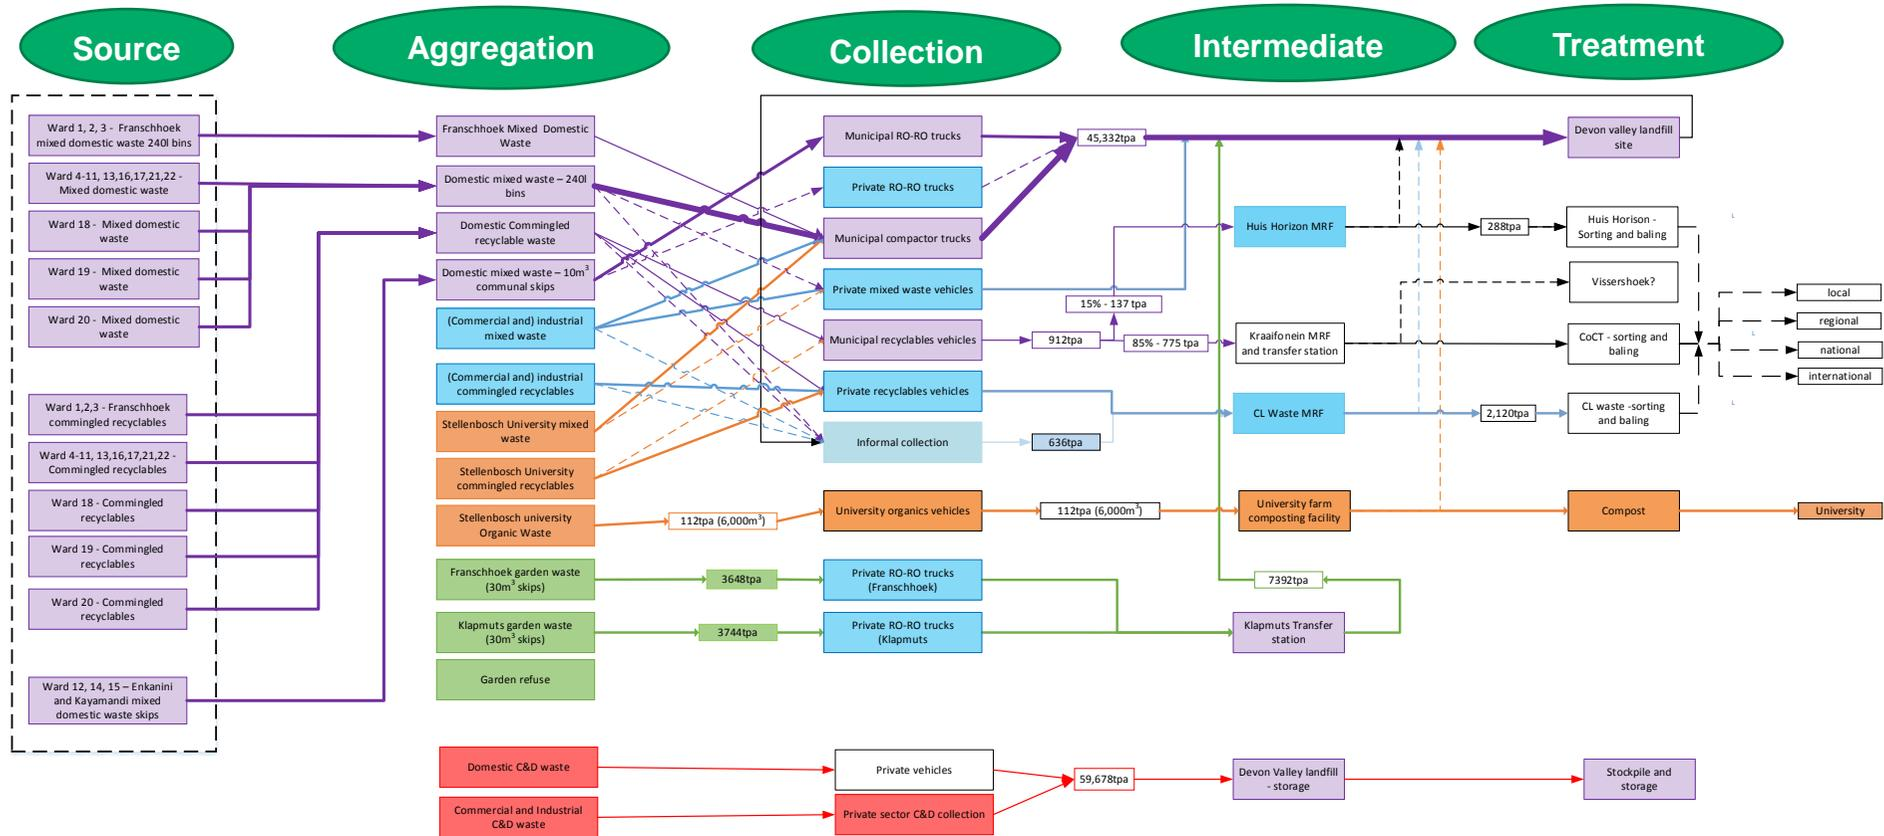 Source
Aggregation
Collection
Intermediate
Treatment
Ward 1, 2, 3 - Franschhoek
mixed domestic waste 240l bins
Ward 4-11, 13,16,17,21,22 -
Mixed domestic waste
Ward 18 - Mixed domestic
waste
Ward 19 - Mixed domestic
waste
Ward 20 - Mixed domestic
waste
Ward 1,2,3 - Franschhoek
commingled recyclables
Ward 4-11, 13,16,17,21,22 -
Commingled recyclables
Ward 18 - Commingled
recyclables
Ward 19 - Commingled
recyclables
Ward 20 - Commingled
recyclables
Ward 12, 14, 15 – Enkanini
and Kayamandi mixed
domestic waste skips
Franschhoek Mixed Domestic
Waste
Domestic mixed waste – 240l
bins
Domestic Commingled
recyclable waste
Domestic mixed waste – 10m³
communal skips
(Commercial and) industrial
mixed waste
(Commercial and) industrial
commingled recyclables
Stellenbosch University mixed
waste
Stellenbosch University
commingled recyclables
Stellenbosch university
Organic Waste
Franschhoek garden waste
(30m³ skips)
Klapmuts garden waste
(30m³ skips)
Garden refuse
Domestic C&D waste
Commercial and Industrial
C&D waste
112tpa (6,000m³)
3648tpa
3744tpa
Municipal RO-RO trucks
Private RO-RO trucks
Municipal compactor trucks
Private mixed waste vehicles
Municipal recyclables vehicles
Private recyclables vehicles
Informal collection
University organics vehicles
Private RO-RO trucks
(Franschhoek)
Private RO-RO trucks
(Klapmuts
Private vehicles
Private sector C&D collection
45,332tpa
15% - 137 tpa
912tpa
85% - 775 tpa
636tpa
112tpa (6,000m³)
59,678tpa
Huis Horizon MRF
Kraaifonein MRF
and transfer station
CL Waste MRF
University farm
composting facility
7392tpa
Klapmuts Transfer
station
Devon Valley landfill
- storage
288tpa
2,120tpa
Devon valley landfill
site
Huis Horison -
Sorting and baling
Vissershoek?
CoCT - sorting and
baling
CL waste -sorting
and baling
Compost
Stockpile and
storage
local
regional
national
international
University